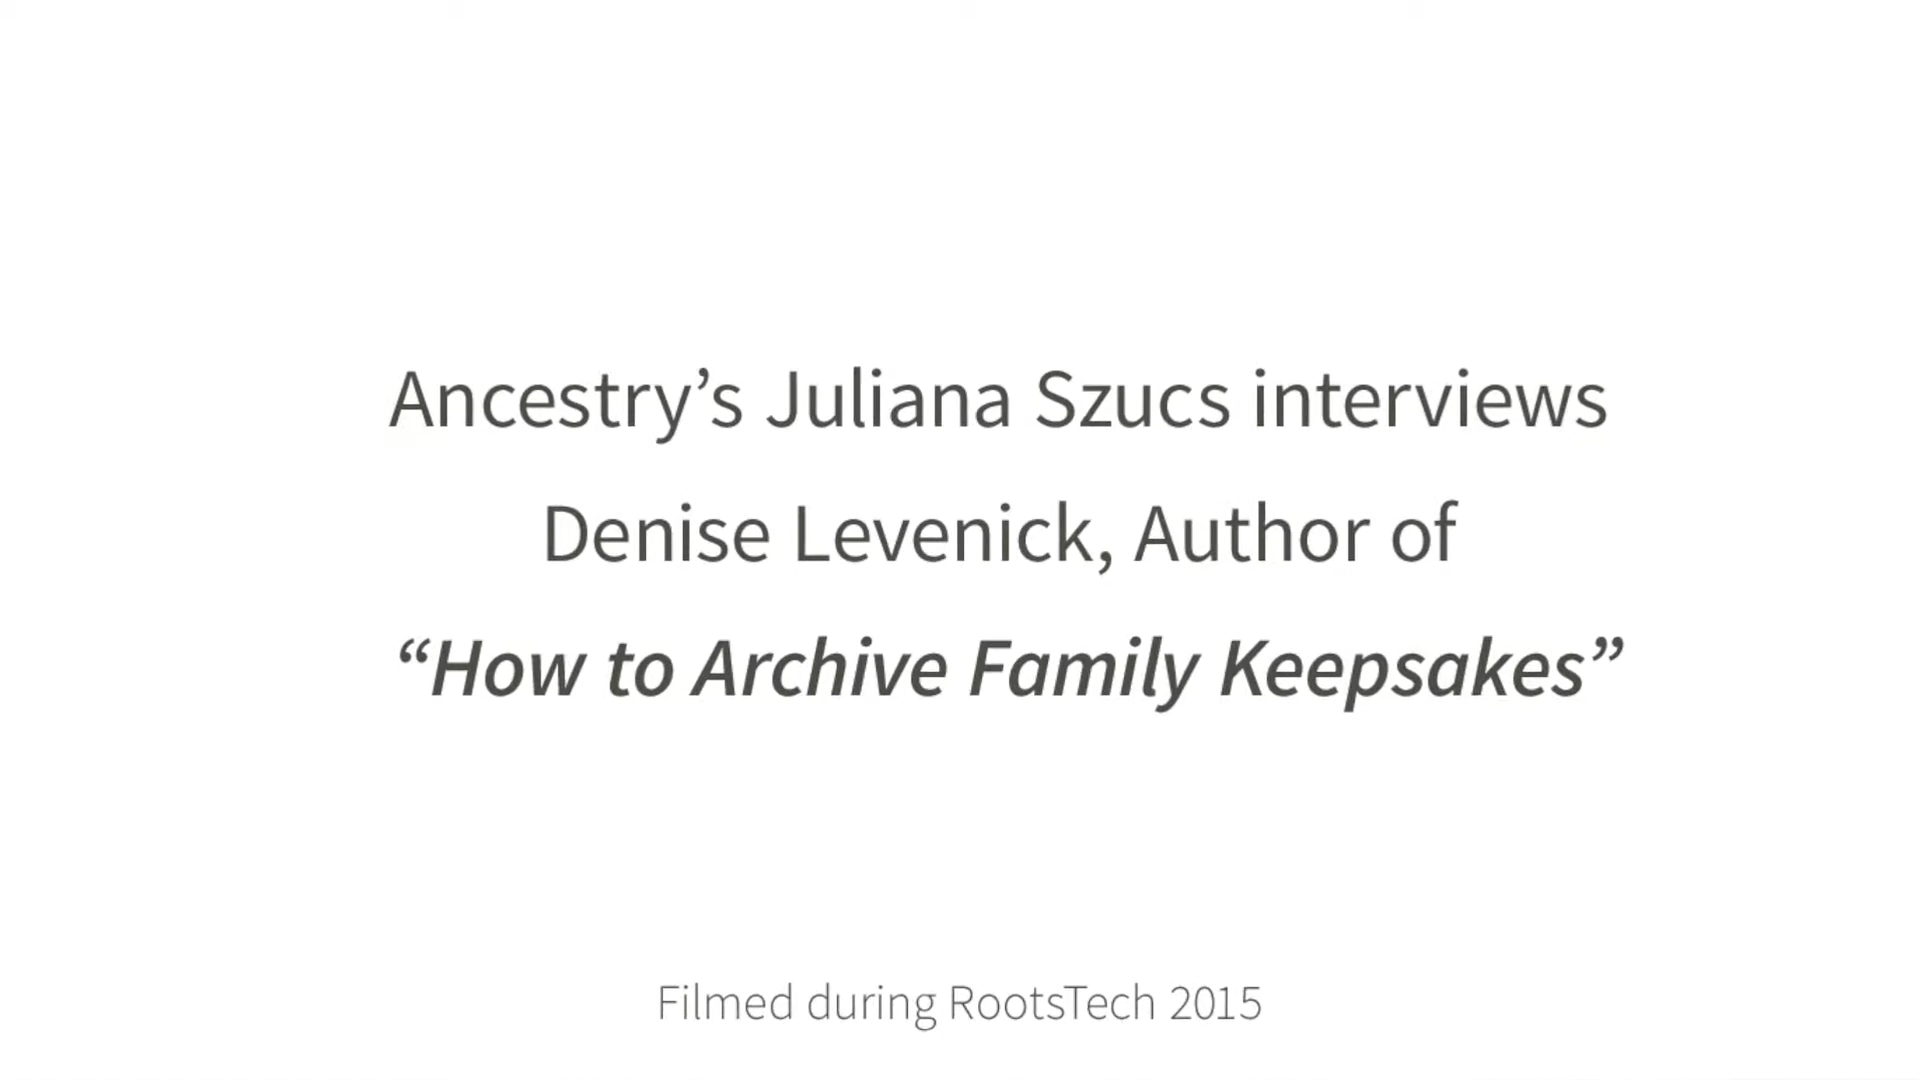 Ancestry’s Juliana Szucs interviews
Denise Levenick, Author of
“How to Archive Family Keepsakes”
Filmed during RootsTech 2015